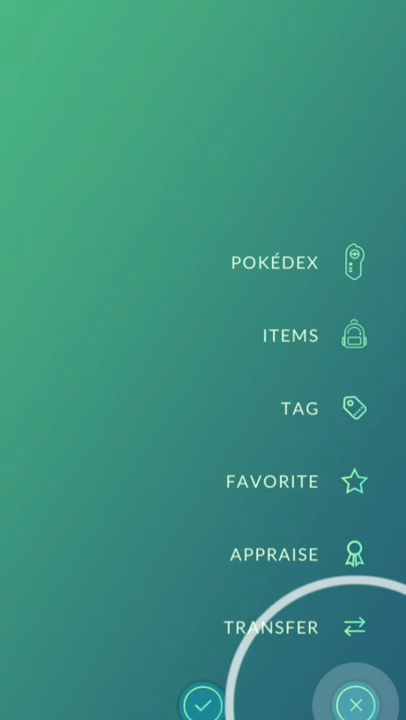 POKÉDEX
ITEMS
TAG
FAVORITE
APPRAISE
TRANSFER